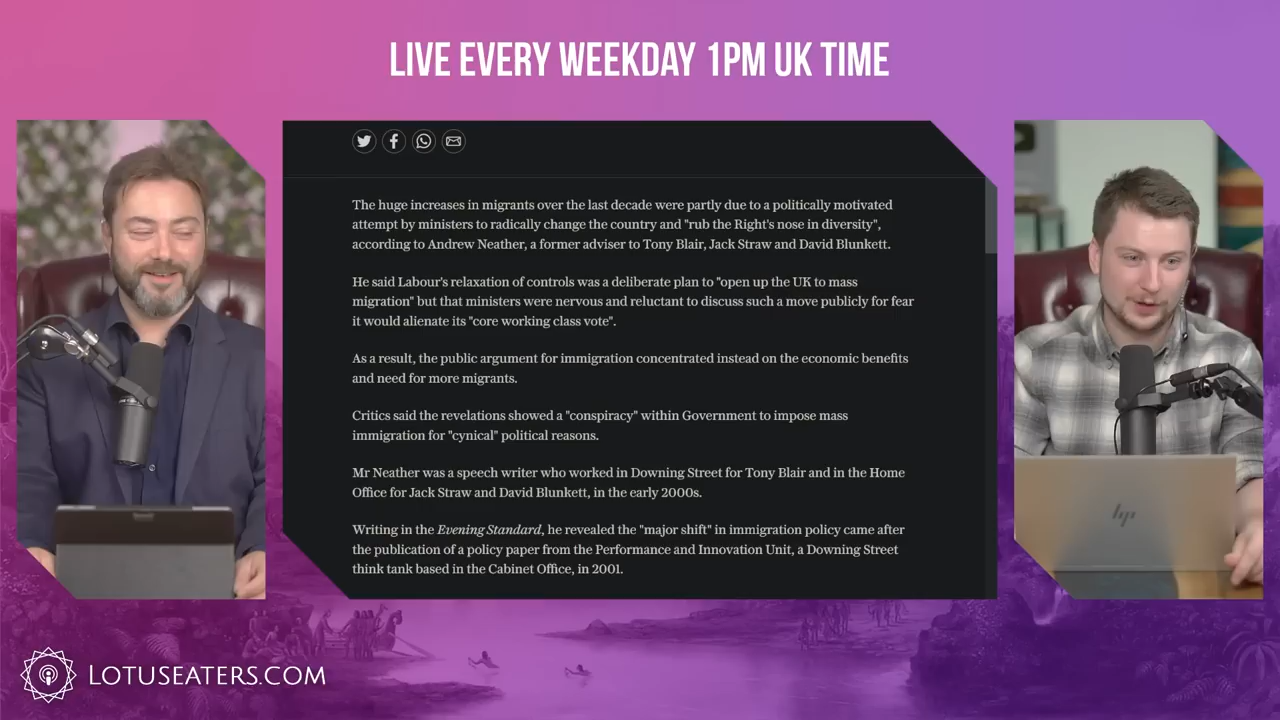 LIVE EVERY WEEKDAY 1PM UK TIME
The huge increases in migrants over the last decade were partly due to a politically motivated
attempt by ministers to radically change the country and "rub the Right's nose in diversity",
according to Andrew Neather, a former adviser to Tony Blair, Jack Straw and David Blunkett.
He said Labour's relaxation of controls was a deliberate plan to "open up the UK to mass
migration" but that ministers were nervous and reluctant to discuss such a move publicly for fear
it would alienate its "core working class vote".
As a result, the public argument for immigration concentrated instead on the economic benefits
and need for more migrants.
Critics said the revelations showed a "conspiracy" within Government to impose mass
immigration for "cynical" political reasons.
Mr Neather was a speech writer who worked in Downing Street for Tony Blair and in the Home
Office for Jack Straw and David Blunkett, in the early 2000s.
Writing in the Evening Standard, he revealed the "major shift" in immigration policy came after
the publication of a policy paper from the Performance and Innovation Unit, a Downing Street
think tank based in the Cabinet Office, in 2001.
hp
LOTUSEATERS.COM